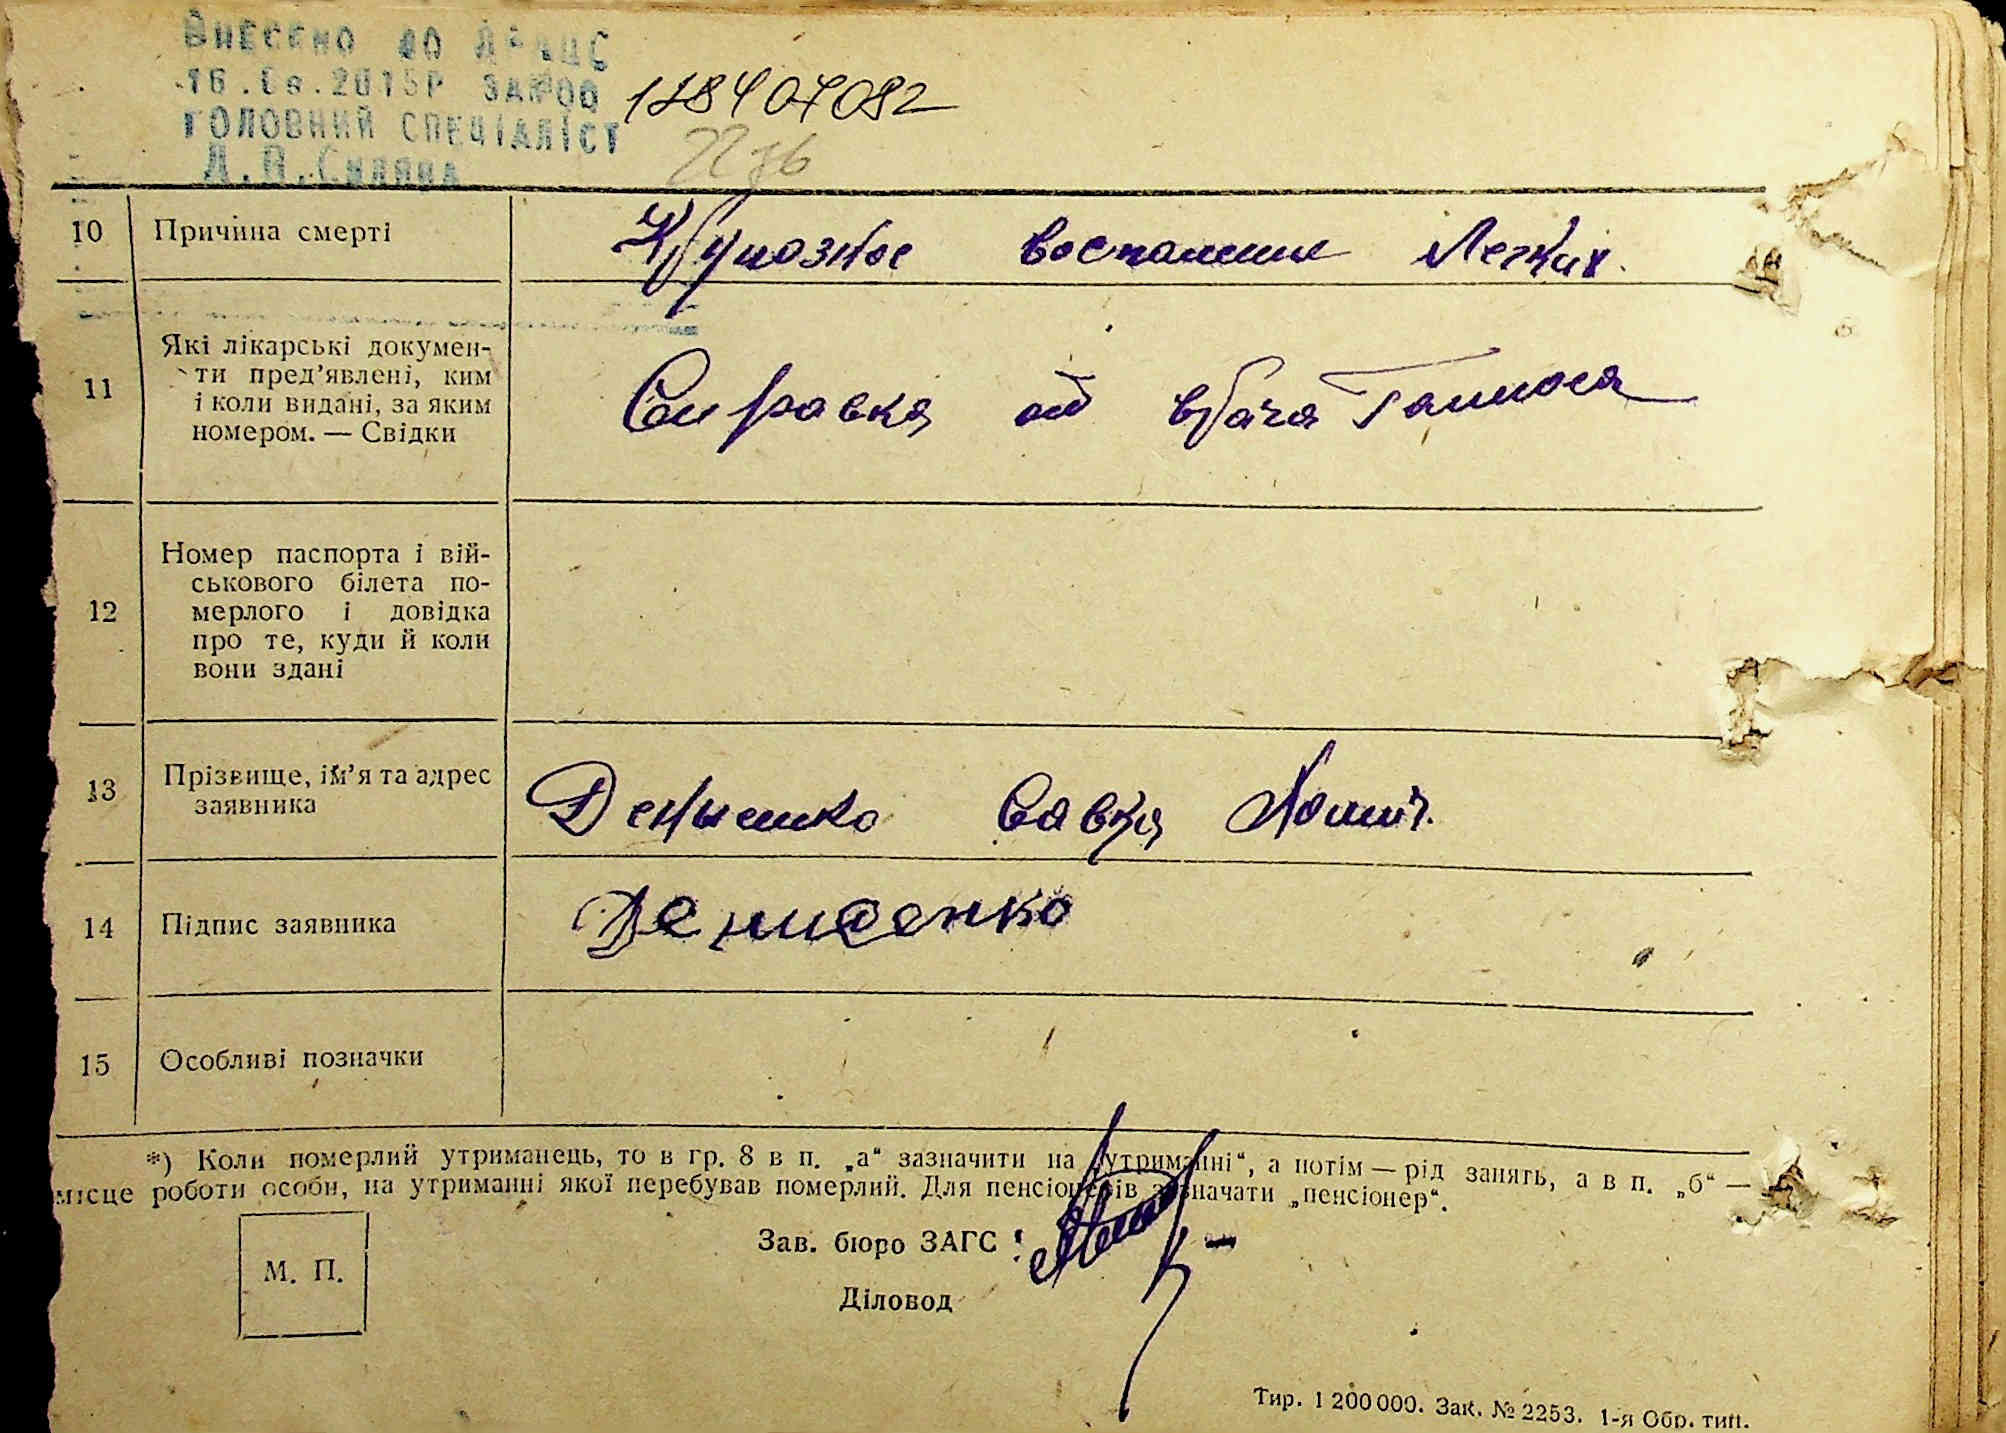 ВНЕСЕНО ДО ДРАЦС
2015Р ЗА №00 118407082
ГОЛОВНИЙ СПЕЦІАЛІСТ
10 Причина смерті Крупозное воспаление Легких.
11 Які лікарські докумен-
ти пред’явлені, ким
і коли видані, за яким
номером. — Свідки
Справка от врача
12 Номер паспорта і вій-
ськового білета по-
мерлого і довідка
про те, куди й коли
вони здані
13 Прізвище, ім’я та адрес
заявника
Денысенко Савка
14 Підпис заявника Денисенко
15 Особливі позначки
*) Коли померлий утриманець, то в гр. 8 в п. „а“ зазначити на „утриманні“, а потім — рід занять, а в п. „б“ —
місце роботи особи, на утриманні якої перебував померлий. Для пенсіонерів зазначати „пенсіонер“.
М. П.
Зав. бюро ЗАГС
Діловод
Тир. 1 200 000. Зак. № 2253. 1-я Обр. тип.